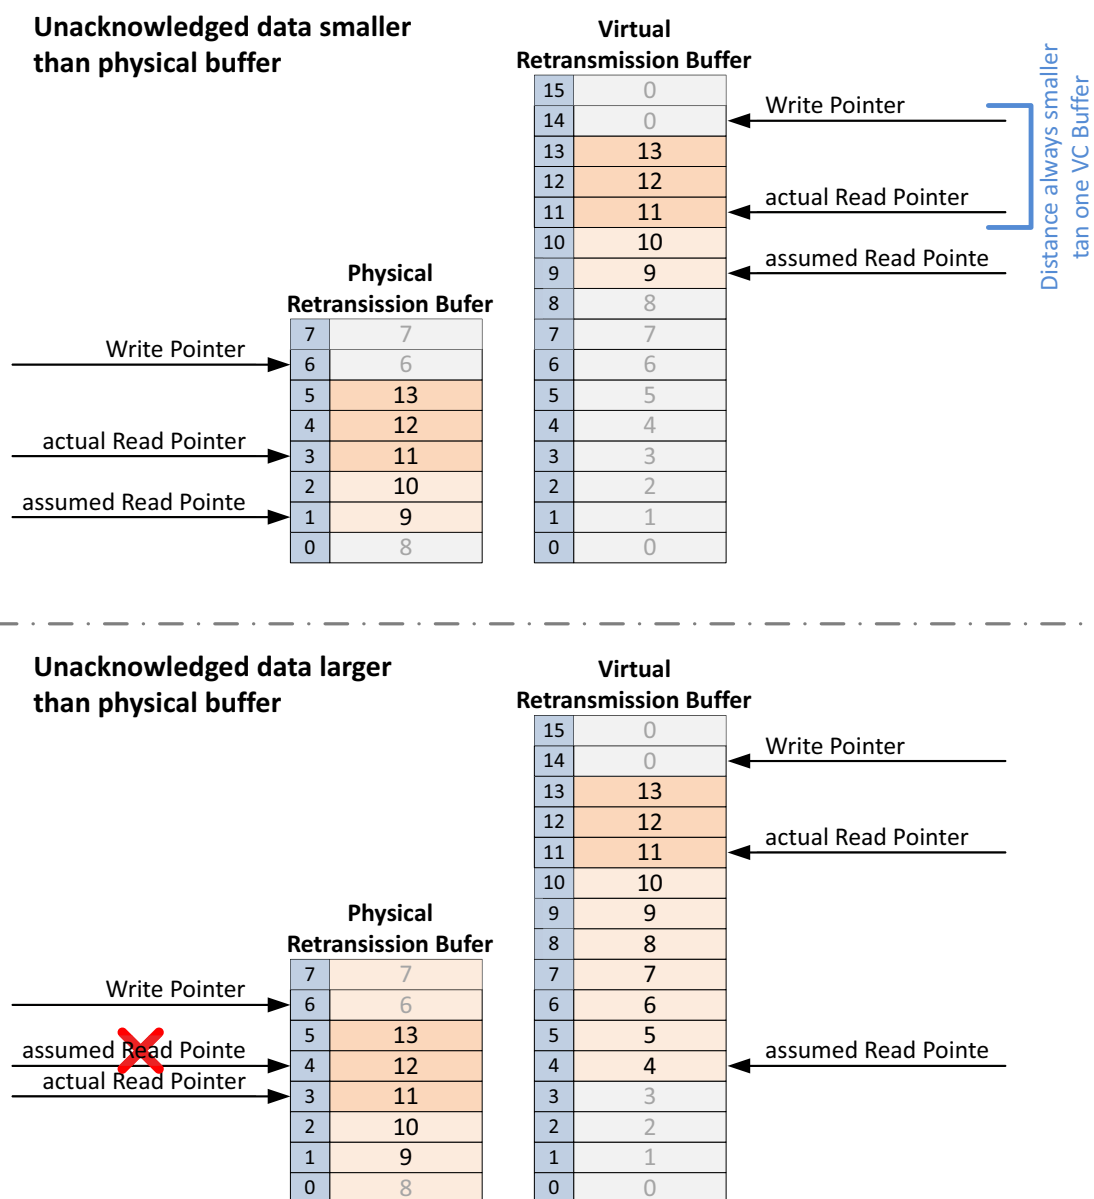 Unacknowledged data smaller
than physical buffer
Virtual
Retransmission Buffer
15 0
14 0
13 13
12 12
11 11
10 10
9 9
8 8
7 7
6 6
5 5
4 4
3 3
2 2
1 1
0 0
Write Pointer
actual Read Pointer
assumed Read Pointe
Distance always smaller
tan one VC Buffer
Physical
Retransission Bufer
7 7
6 6
5 13
4 12
3 11
2 10
1 9
0 8
Write Pointer
actual Read Pointer
assumed Read Pointe
Unacknowledged data larger
than physical buffer
Virtual
Retransmission Buffer
15 0
14 0
13 13
12 12
11 11
10 10
9 9
8 8
7 7
6 6
5 5
4 4
3 3
2 2
1 1
0 0
Write Pointer
actual Read Pointer
assumed Read Pointe
Physical
Retransission Bufer
7 7
6 6
5 13
4 12
3 11
2 10
1 9
0 8
Write Pointer
assumed Read Pointe
actual Read Pointer